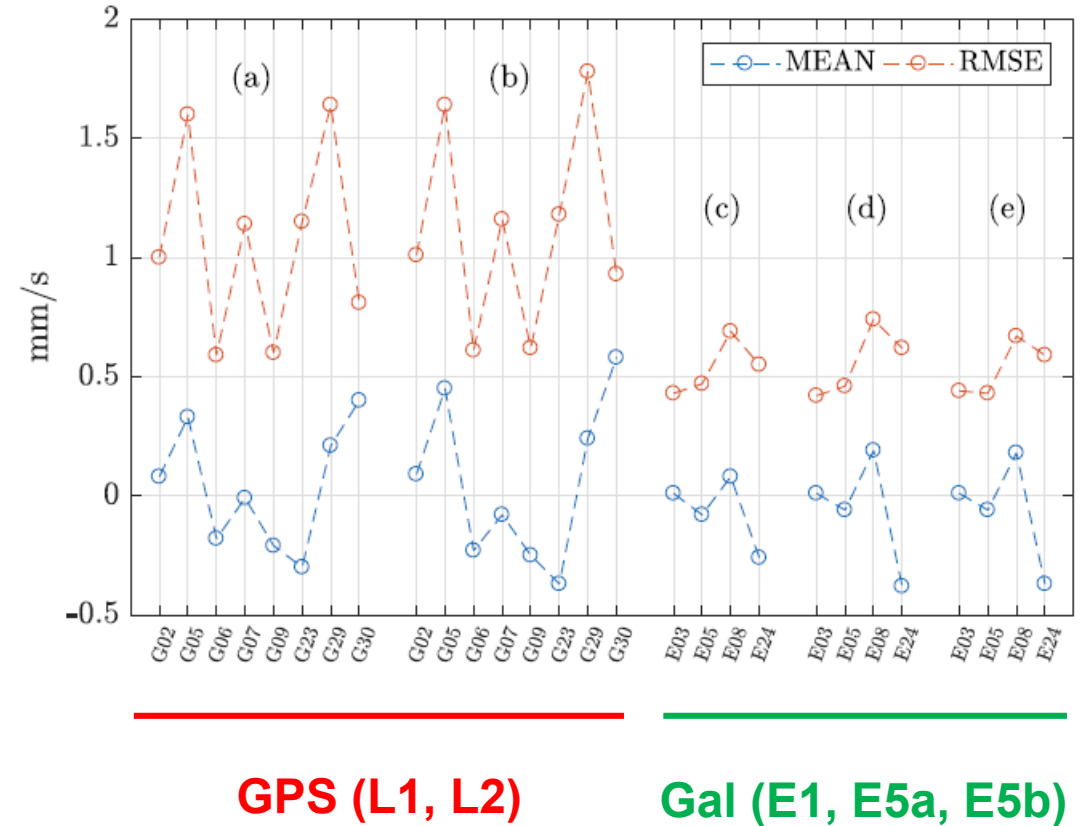 2
1.5
1
0.5
0
-0.5
mm/s
MEAN RMSE
(a) (b)
(c) (d) (e)
G02 G05 G06 G07 G09 G23 G29 G30 G02 G05 G06 G07 G09 G23 G29 G30 E03 E05 E08 E24 E03 E05 E08 E24 E03 E05 E08 E24
GPS (L1, L2) Gal (E1, E5a, E5b)